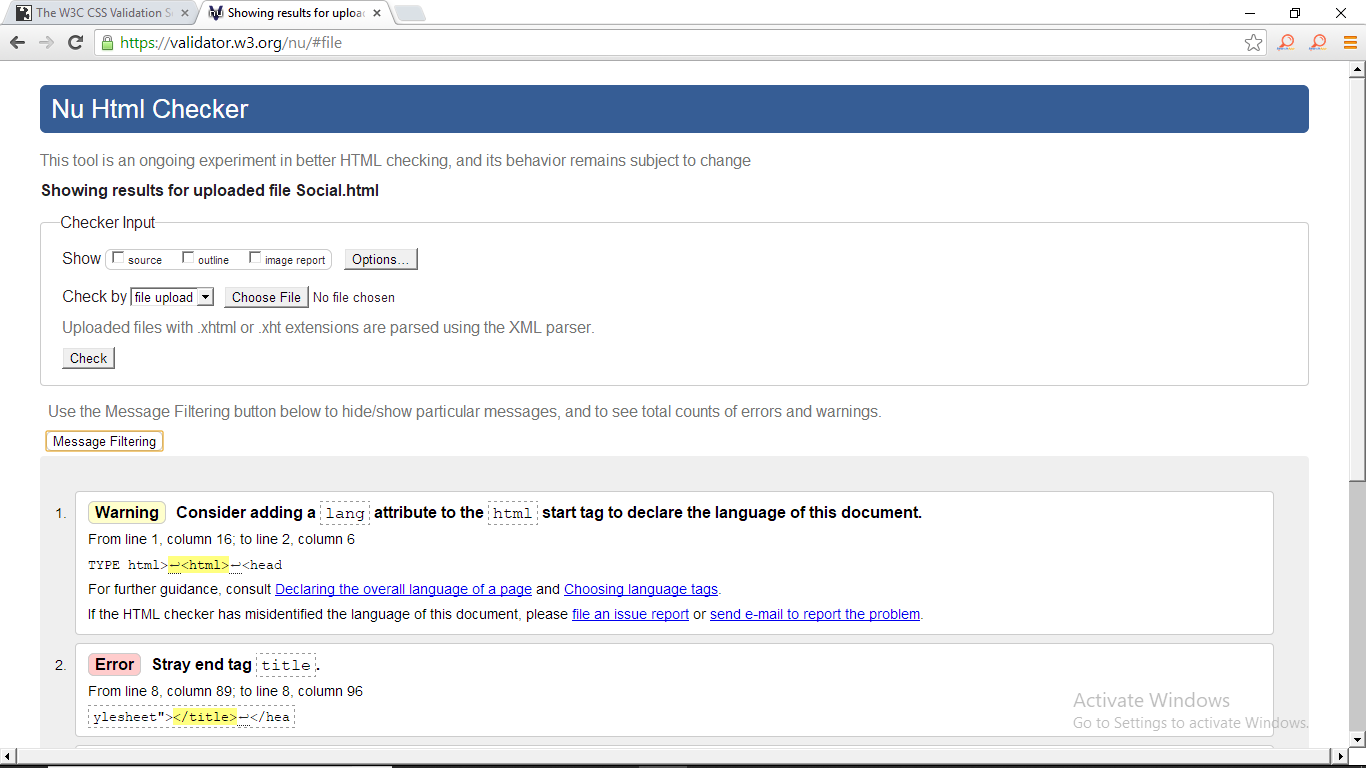 The W3C CSS Validation S
Showing results for uploa
https://validator.w3.org/nu/#file
Nu Html Checker
This tool is an ongoing experiment in better HTML checking, and its behavior remains subject to change
Showing results for uploaded file Social.html
Checker Input
Show source outline image report Options...
Check by file upload Choose File No file chosen
Uploaded files with .xhtml or .xht extensions are parsed using the XML parser.
Check
Use the Message Filtering button below to hide/show particular messages, and to see total counts of errors and warnings.
Message Filtering
1. Warning Consider adding a lang attribute to the html start tag to declare the language of this document.
From line 1, column 16; to line 2, column 6
TYPE html>↩<html>↩<head
For further guidance, consult Declaring the overall language of a page and Choosing language tags.
If the HTML checker has misidentified the language of this document, please file an issue report or send e-mail to report the problem.
2. Error Stray end tag title.
From line 8, column 89; to line 8, column 96
ylesheet"></title>↩</hea
Activate Windows
Go to Settings to activate Windows.